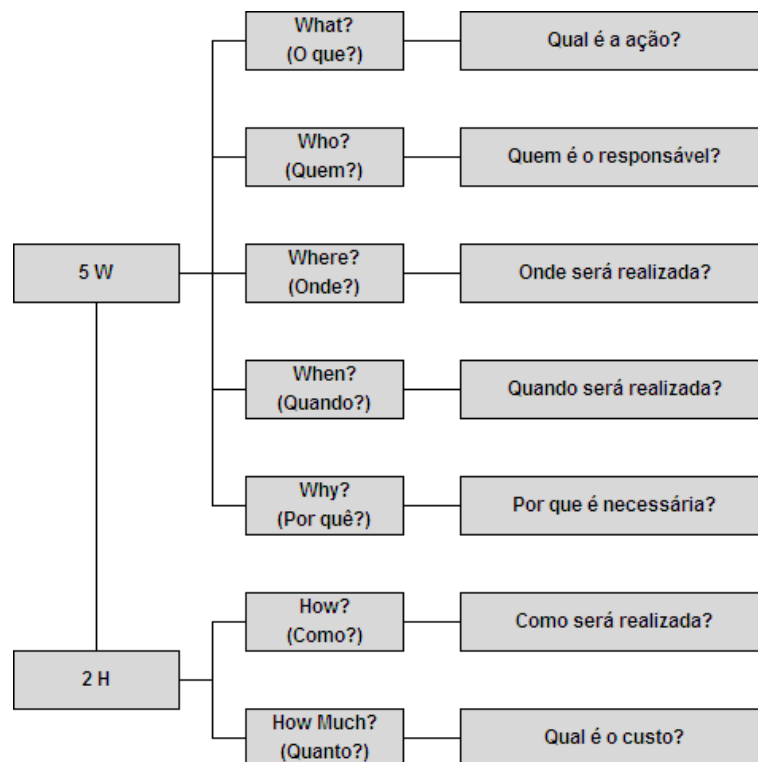 What?
(O que?)
Qual é a ação?
Who?
(Quem?)
Quem é o responsável?
5 W
Where?
(Onde?)
Onde será realizada?
When?
(Quando?)
Quando será realizada?
Why?
(Por quê?)
Por que é necessária?
How?
(Como?)
Como será realizada?
2 H
How Much?
(Quanto?)
Qual é o custo?